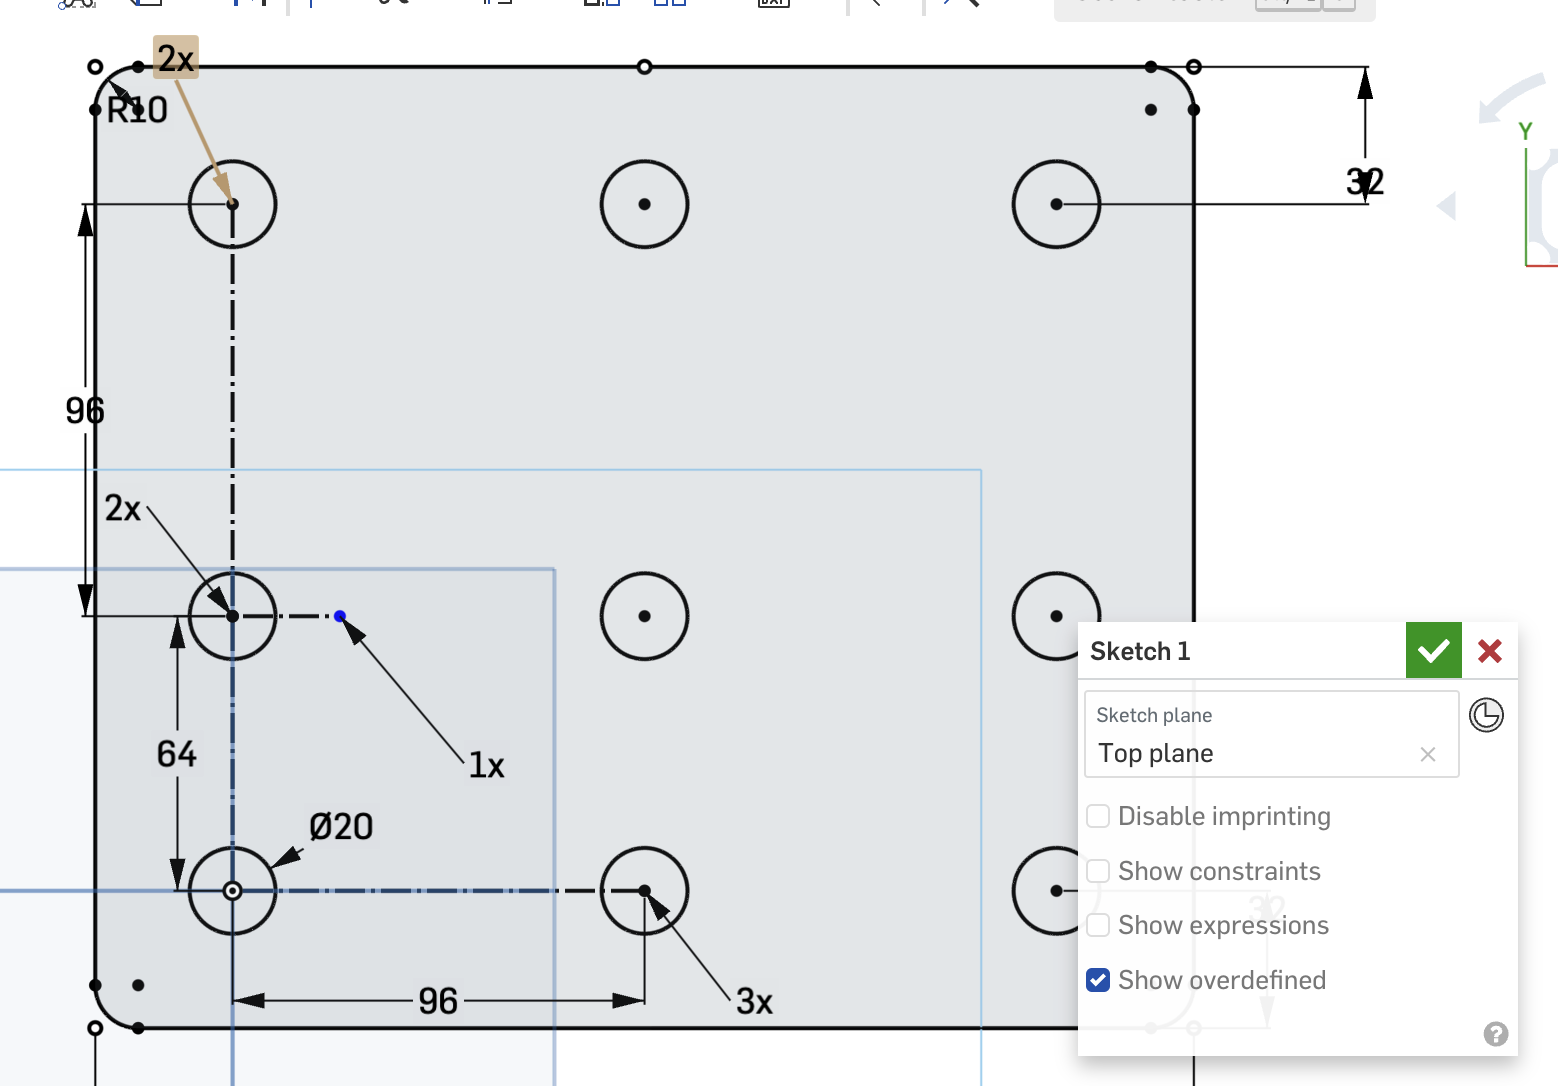 2x
R10
Y
32
96
2x
Sketch 1
Sketch plane
Top plane
64
1x
Ø20
Disable imprinting
Show constraints
32
Show expressions
Show overdefined
96
3x
?